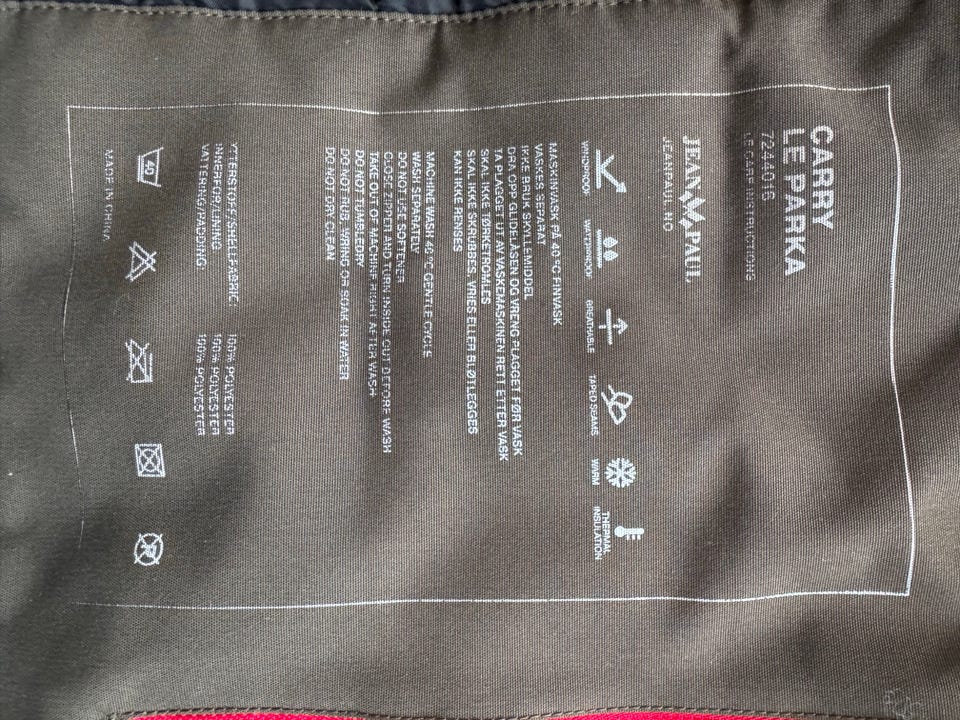 CARRY
LE PARKA
7244016
LE CARE INSTRUCTIONS
JEAN PAUL
JEANPAUL.NO
WINDPROOF
WATERPROOF
BREATHABLE
TAPED SEAMS
WARM
THERMAL
INSULATION
MASKINVASK PÅ 40 °C FINVASK
VASKES SEPARAT
IKKE BRUK SKYLLEMIDDEL
DRA OPP GLIDELÅSEN OG VRENG PLAGGET FØR VASK
TA PLAGGET UT AV VASKEMASKINEN RETT ETTER VASK
SKAL IKKE TØRKETROMLES
SKAL IKKE SKRUBBES, VRIES ELLER BLØTLEGGES
KAN IKKE RENSES
MACHINE WASH 40 °C GENTLE CYCLE
WASH SEPARATELY
DO NOT USE SOFTENER
CLOSE ZIPPER AND TURN INSIDE OUT BEFORE WASH
TAKE OUT OF MACHINE RIGHT AFTER WASH
DO NOT TUMBLEDRY
DO NOT RUB, WRING OR SOAK IN WATER
DO NOT DRY CLEAN
YTTERSTOFF/SHELLFABRIC: 100% POLYESTER
INNERFOR/LINING: 100% POLYESTER
VATTERING/PADDING: 100% POLYESTER
40
P
MADE IN CHINA